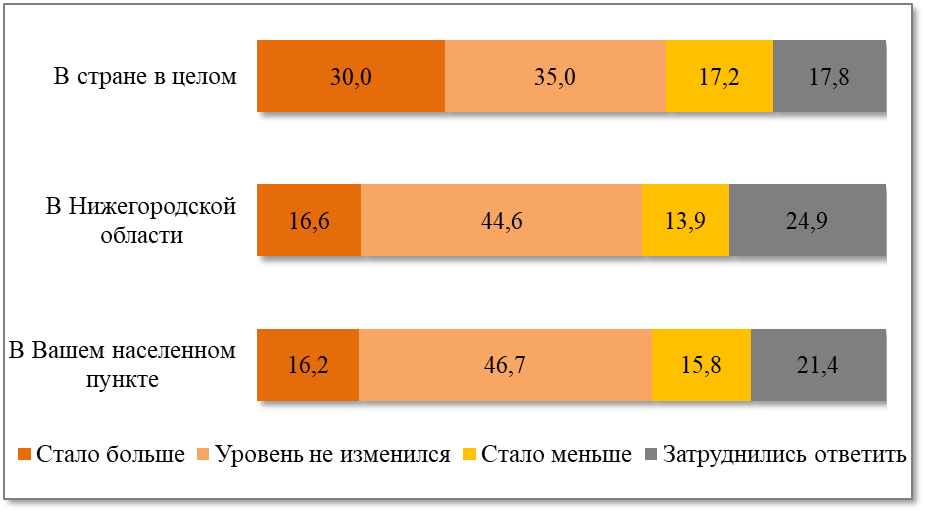 В стране в целом
30,0 35,0 17,2 17,8
В Нижегородской
области
16,6 44,6 13,9 24,9
В Вашем населенном
пункте
16,2 46,7 15,8 21,4
Стало больше Уровень не изменился Стало меньше Затруднились ответить